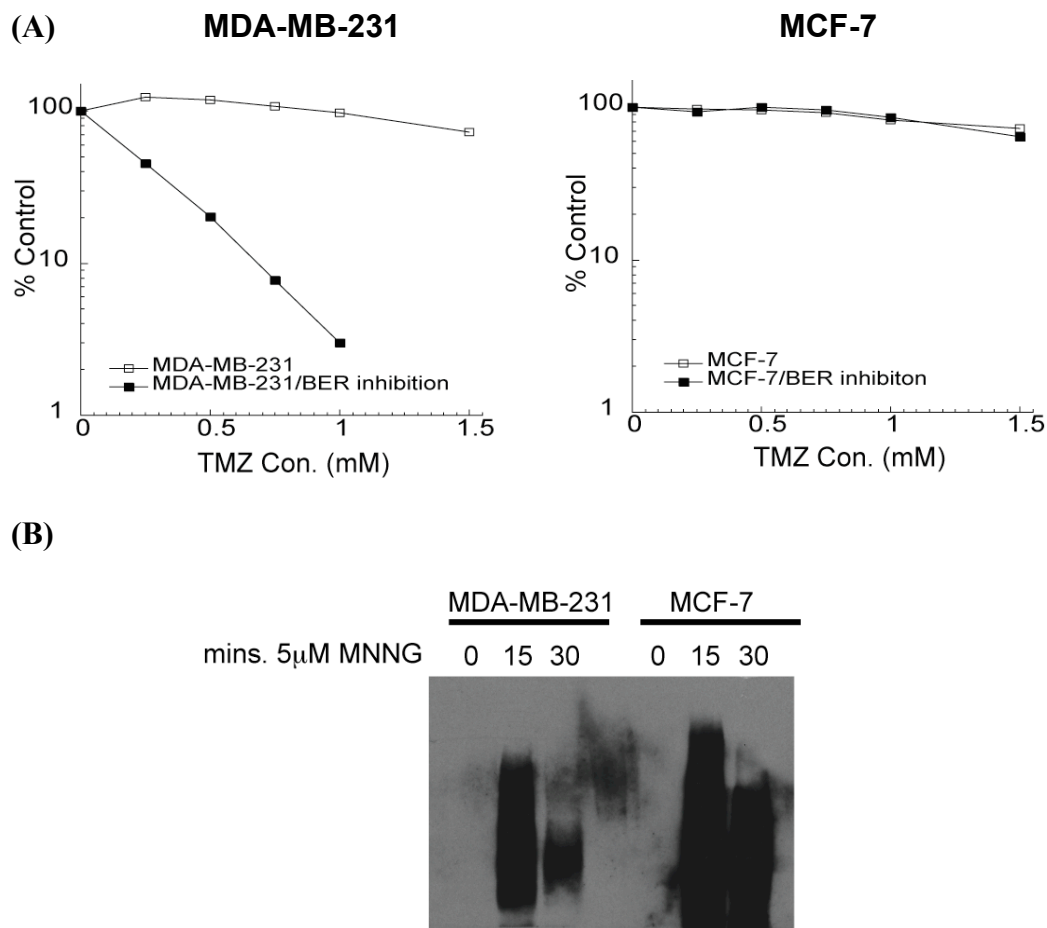 (A)
MDA-MB-231
MCF-7
100
10
1
% Control
MDA-MB-231
MDA-MB-231/BER inhibition
0
0.5
1
1.5
TMZ Con. (mM)
100
10
1
% Control
MCF-7
MCF-7/BER inhibiton
0
0.5
1
1.5
TMZ Con. (mM)
(B)
MDA-MB-231
MCF-7
mins. 5μM MNNG 0 15 30 0 15 30